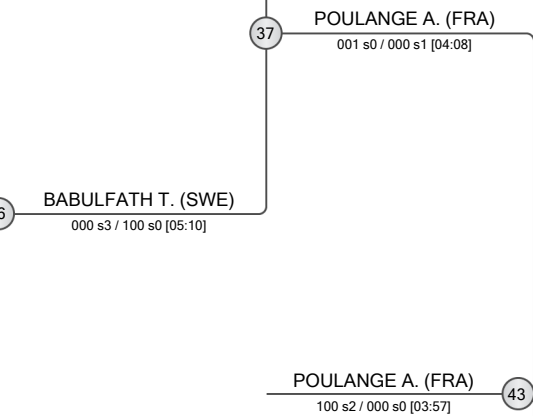 POULANGE A. (FRA)
37
001 s0 / 000 s1 [04:08]
BABULFATH T. (SWE)
000 s3 / 100 s0 [05:10]
POULANGE A. (FRA)
43
100 s2 / 000 s0 [03:57]